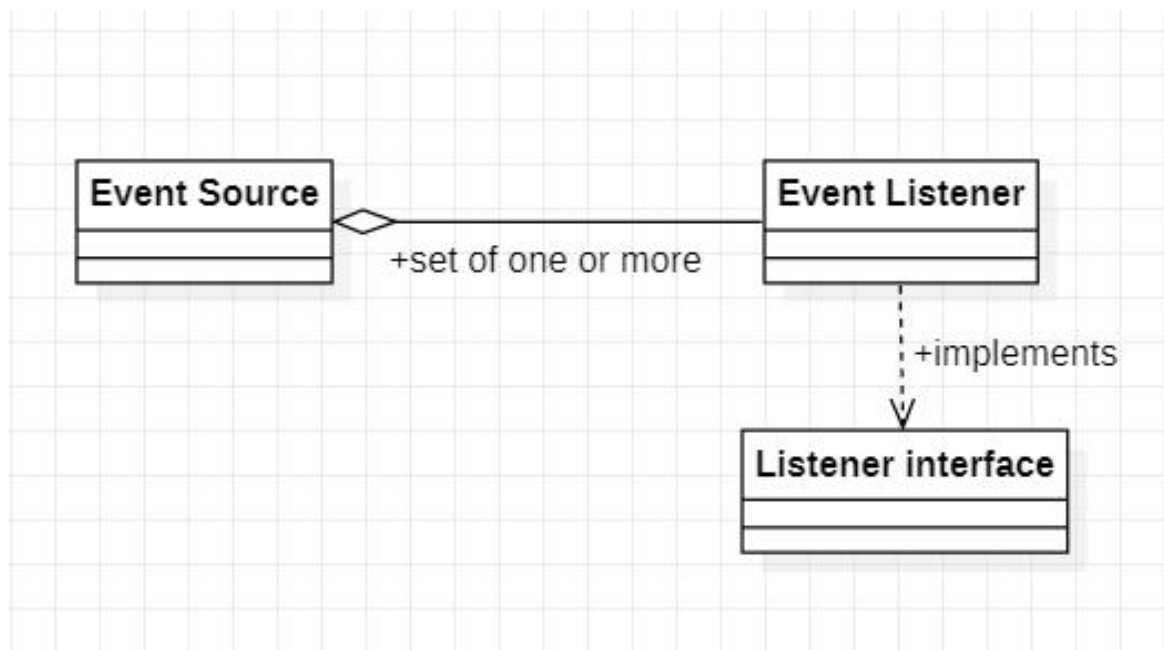 Event Source
Event Listener
+set of one or more
+implements
Listener interface